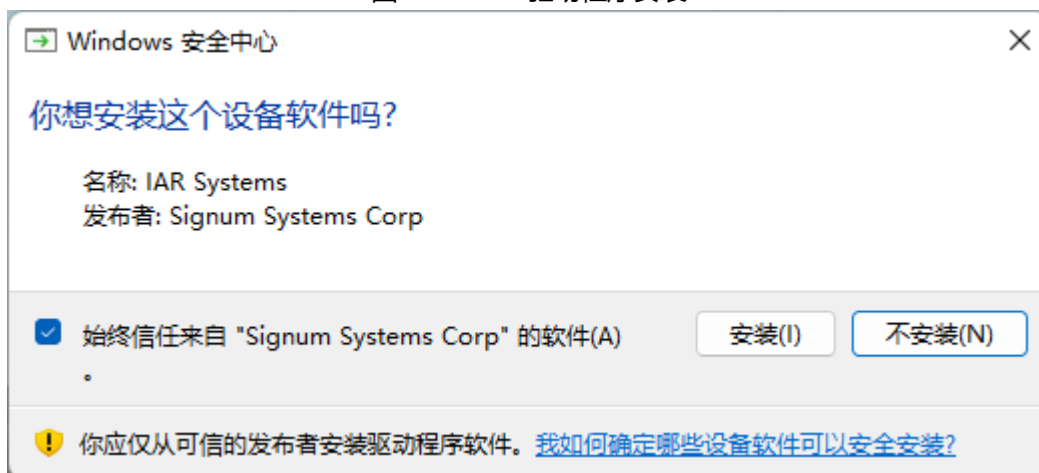 Windows 安全中心
你想安装这个设备软件吗?
名称: IAR Systems
发布者: Signum Systems Corp
始终信任来自 "Signum Systems Corp" 的软件(A)
。
安装(I)
不安装(N)
你应仅从可信的发布者安装驱动程序软件。我如何确定哪些设备软件可以安全安装?